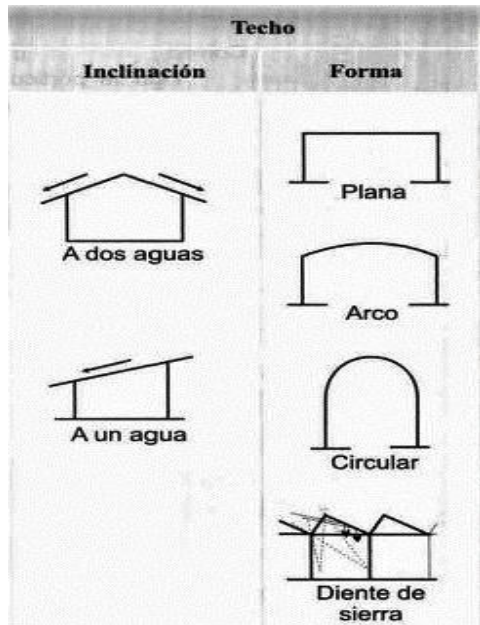 Techo
Inclinación
Forma
A dos aguas
A un agua
Plana
Arco
Circular
Diente de
sierra